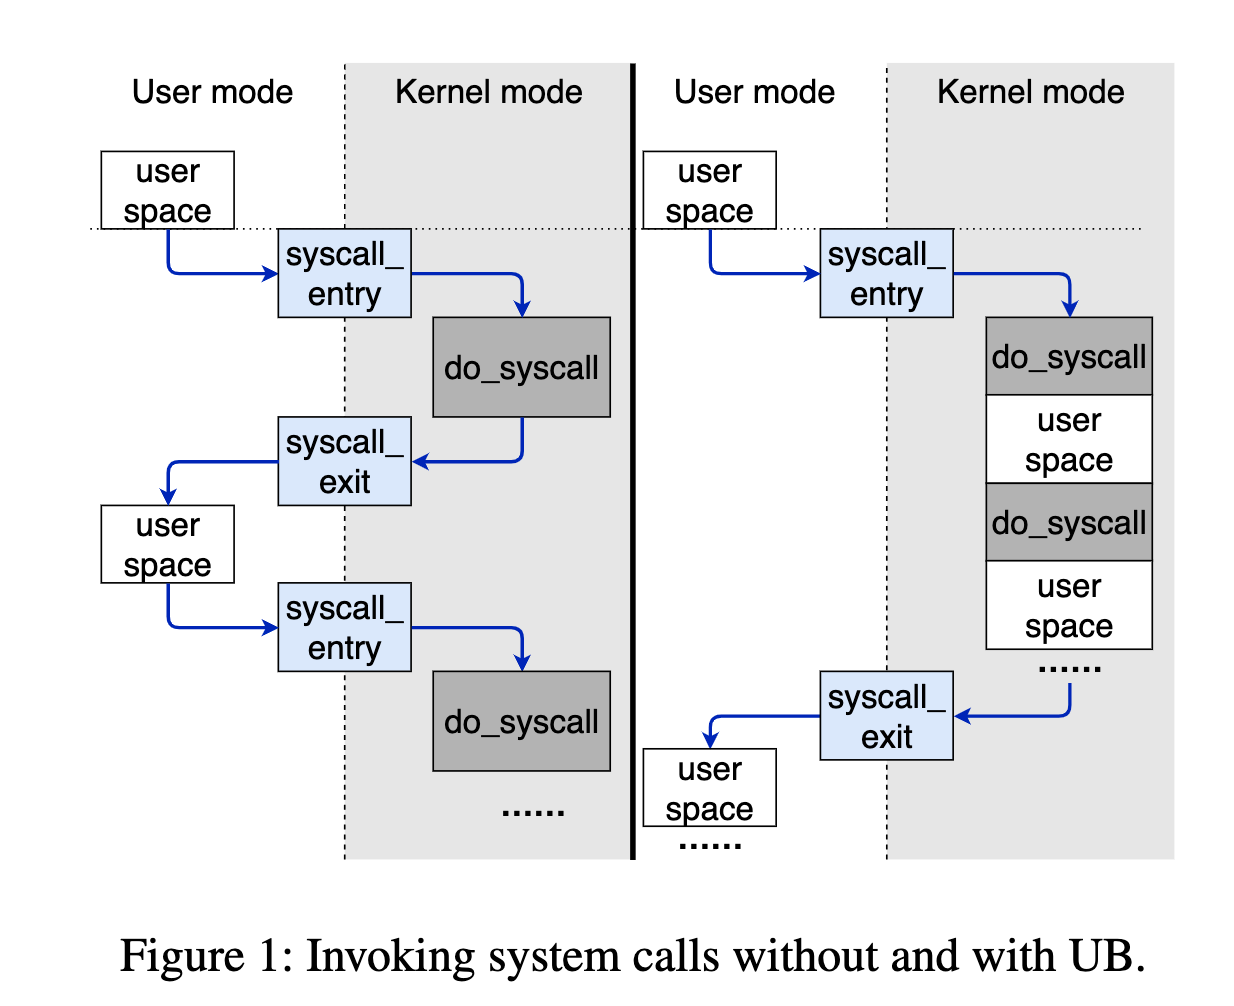 User mode
Kernel mode
user
space
syscall_
entry
do_syscall
syscall_
exit
user
space
syscall_
entry
do_syscall
......
User mode
Kernel mode
user
space
syscall_
entry
do_syscall
user
space
do_syscall
user
space
......
syscall_
exit
user
space
......
Figure 1: Invoking system calls without and with UB.